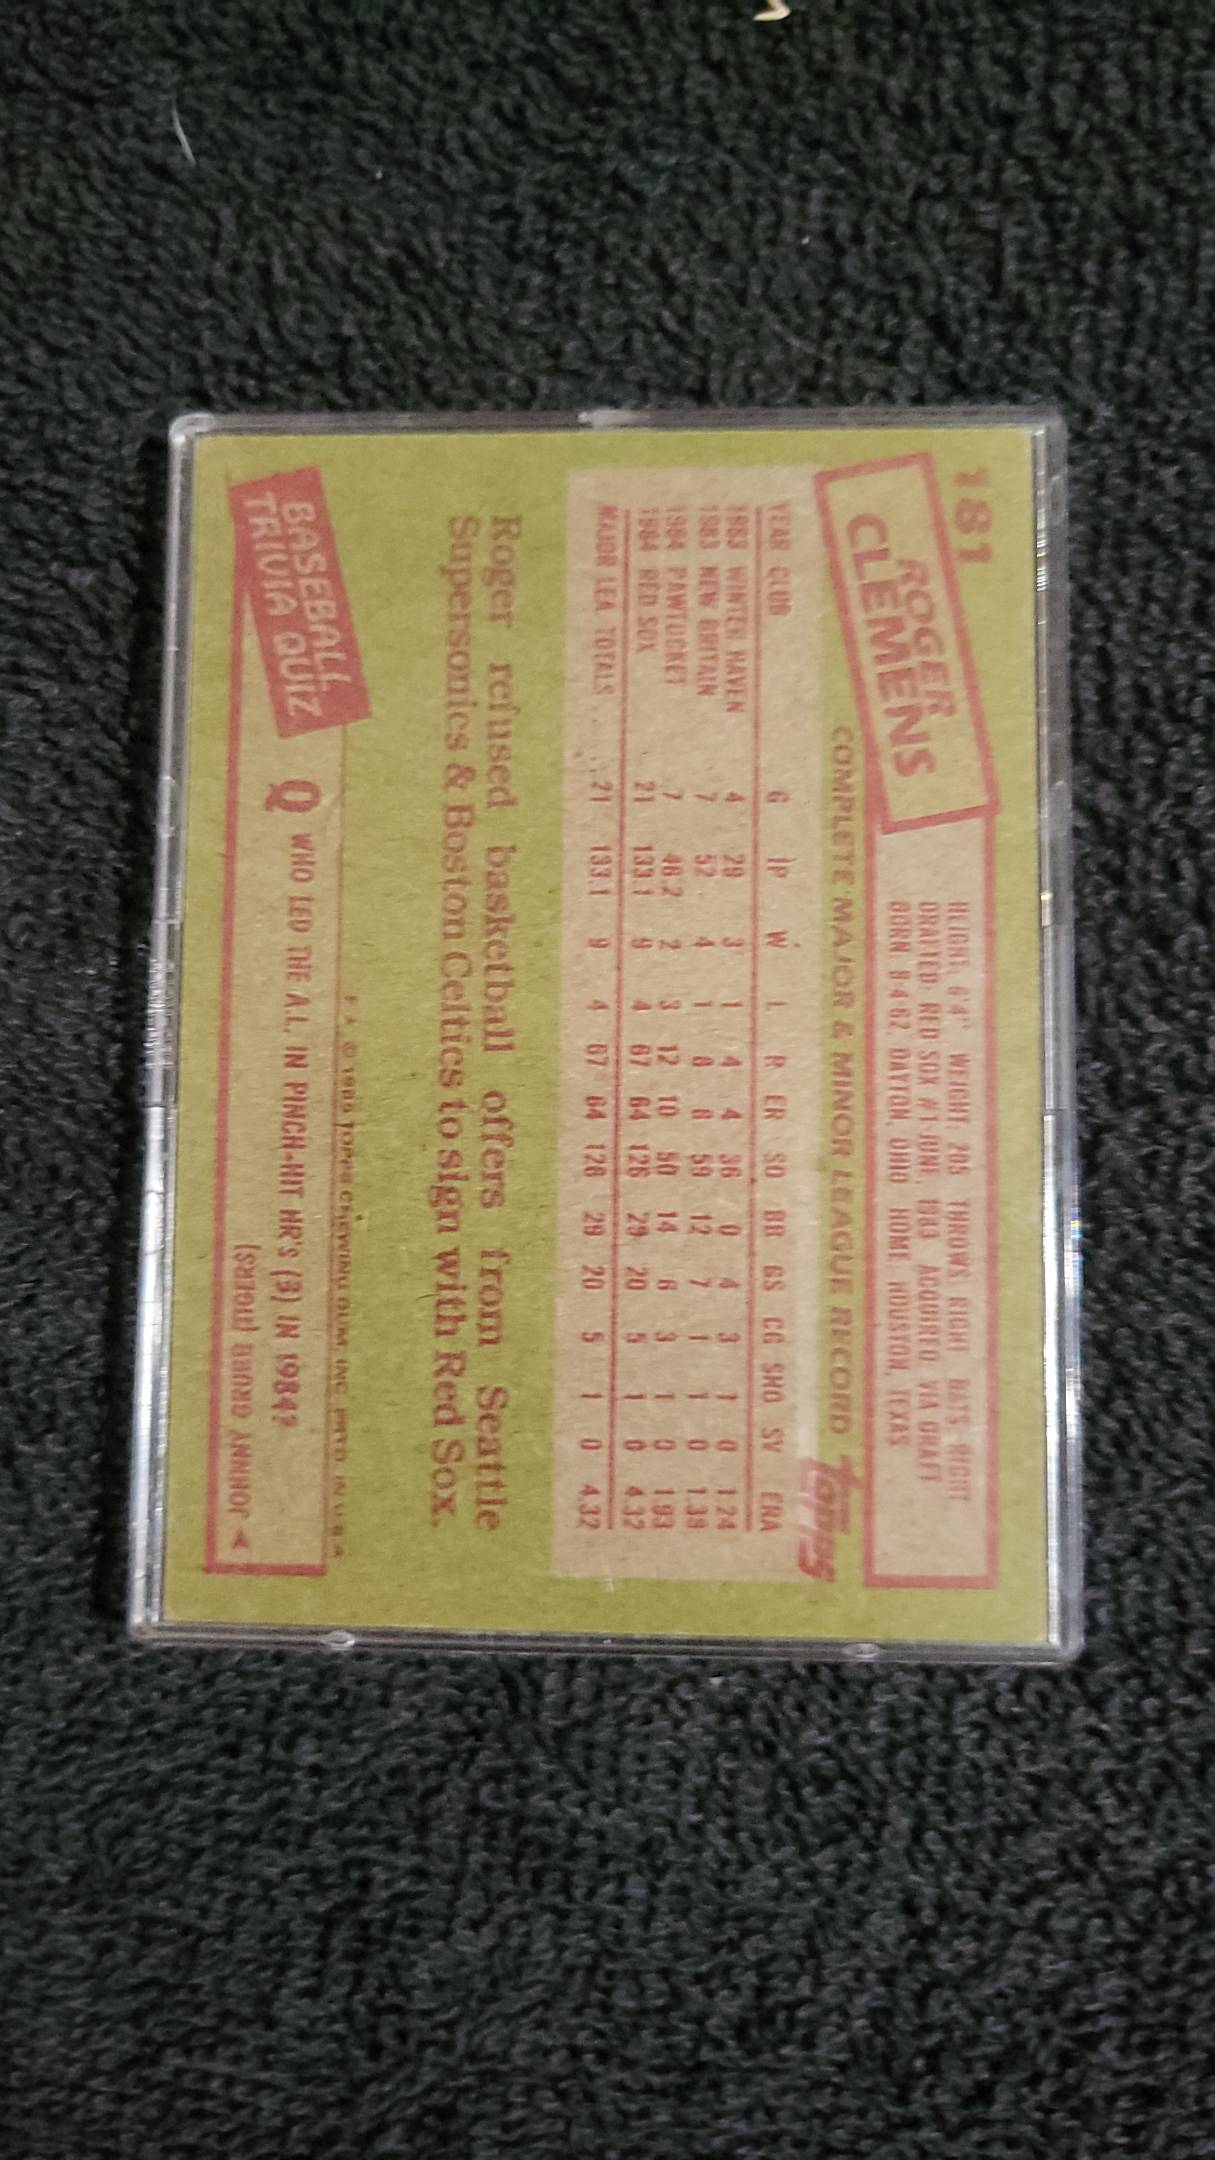 181
ROGER
CLEMENS
HEIGHT: 6'4" WEIGHT: 205 THROWS: RIGHT BATS: RIGHT
DRAFTED: RED SOX #1-JUNE, 1983 ACQUIRED: VIA DRAFT
BORN: 8-4-62, DAYTON, OHIO HOME: HOUSTON, TEXAS
COMPLETE MAJOR & MINOR LEAGUE RECORD Topps
YEAR CLUB G IP W L R ER SO BB GS CG SHO SV ERA
1983 WINTER HAVEN 4 29 3 1 4 4 36 0 4 3 1 0 1.24
1983 NEW BRITAIN 7 52 4 1 8 8 59 12 7 1 1 0 1.38
1984 PAWTUCKET 7 46.2 2 3 12 10 50 14 6 3 1 0 1.93
1984 RED SOX 21 133.1 9 4 67 64 126 29 20 5 1 0 4.32
MAJOR LEA. TOTALS 21 133.1 9 4 67 64 126 29 20 5 1 0 4.32
Roger refused basketball offers from Seattle
Supersonics & Boston Celtics to sign with Red Sox.
© 1985 TOPPS CHEWING GUM, INC. PRTD. IN U.S.A.
BASEBALL
TRIVIA QUIZ
Q WHO LED THE A.L. IN PINCH-HIT HR'S (3) IN 1984?
JOHNNY GRUBB (TIGERS)